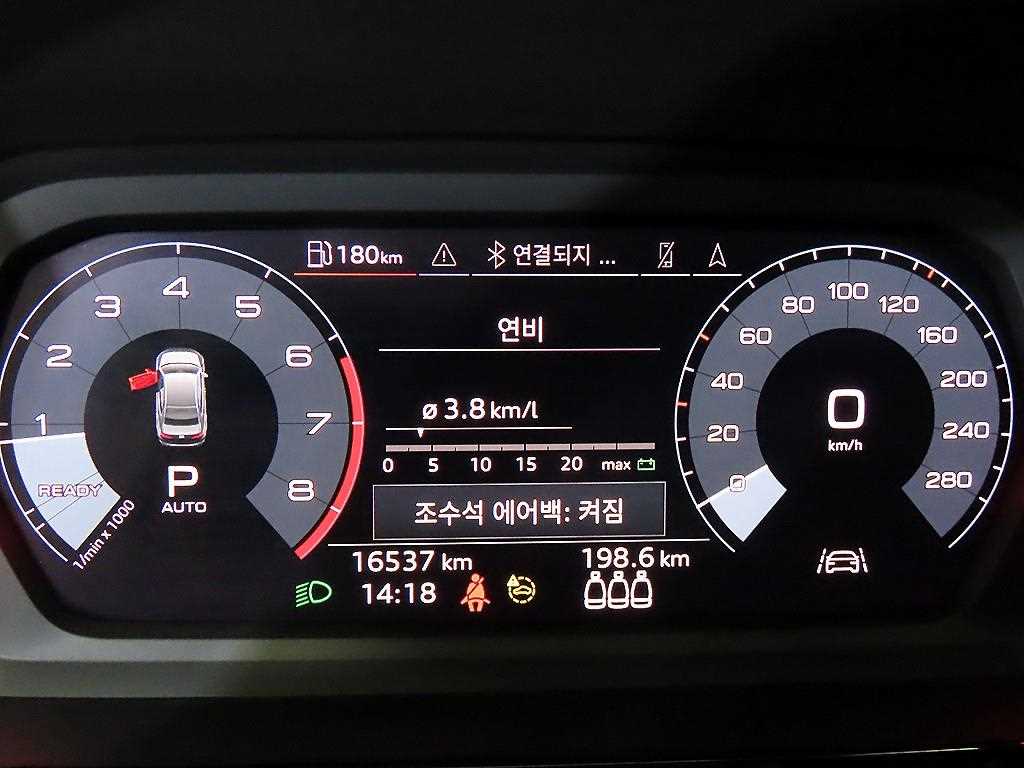 180km
연결되지 ...
연비
ø 3.8 km/l
0 5 10 15 20 max
조수석 에어백: 켜짐
16537 km
198.6 km
14:18
1 2 3 4 5 6 7 8
READY
1/min x 1000
P
AUTO
0 20 40 60 80 100 120 160 200 240 280
0
km/h